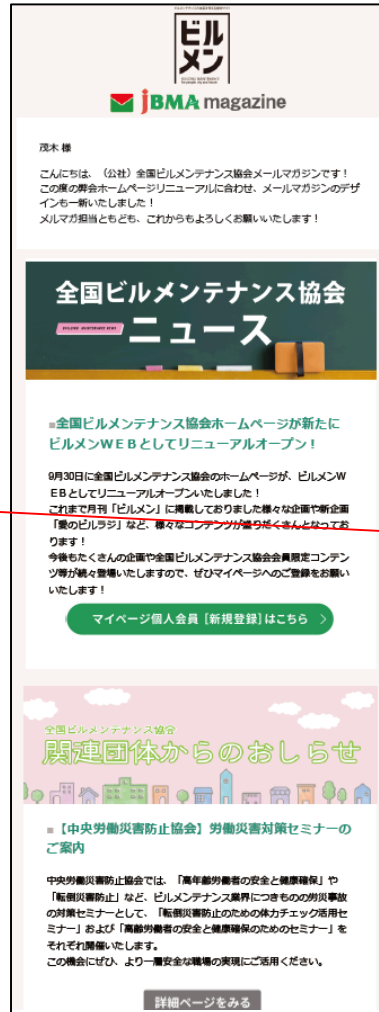 ビル
メン
jBMA magazine
茂木 様
こんにちは、（公社）全国ビルメンテナンス協会メールマガジンです！
この度の弊会ホームページリニューアルに合わせ、メールマガジンのデザ
インも一新いたしました！
メルマガ担当ともども、これからもよろしくお願いいたします！
全国ビルメンテナンス協会
ニュース
■全国ビルメンテナンス協会ホームページが新たに
ビルメンＷＥＢとしてリニューアルオープン！
9月30日に全国ビルメンテナンス協会のホームページが、ビルメンW
ＥＢとしてリニューアルオープンいたしました！
これまで月刊「ビルメン」に掲載しておりました様々な企画や新企画
「愛のビルラジ」など、様々なコンテンツが盛りだくさんとなってお
ります！
今後もたくさんの企画や全国ビルメンテナンス協会会員限定コンテン
ツ等が続々登場いたしますので、ぜひマイページへのご登録をお願い
いたします！
マイページ個人会員［新規登録］はこちら
全国ビルメンテナンス協会
関連団体からのおしらせ
■【中央労働災害防止協会】労働災害対策セミナーの
ご案内
中央労働災害防止協会では、「高年齢労働者の安全と健康確保」や
「転倒災害防止」など、ビルメンテナンス業界につきものの労災事故
の対策セミナーとして、「転倒災害防止のための体力チェック活用セ
ミナー」および「高齢労働者の安全と健康確保のためのセミナー」を
それぞれ開催いたします。
この機会にぜひ、より一層安全な職場の実現にご活用ください。
詳細ページをみる